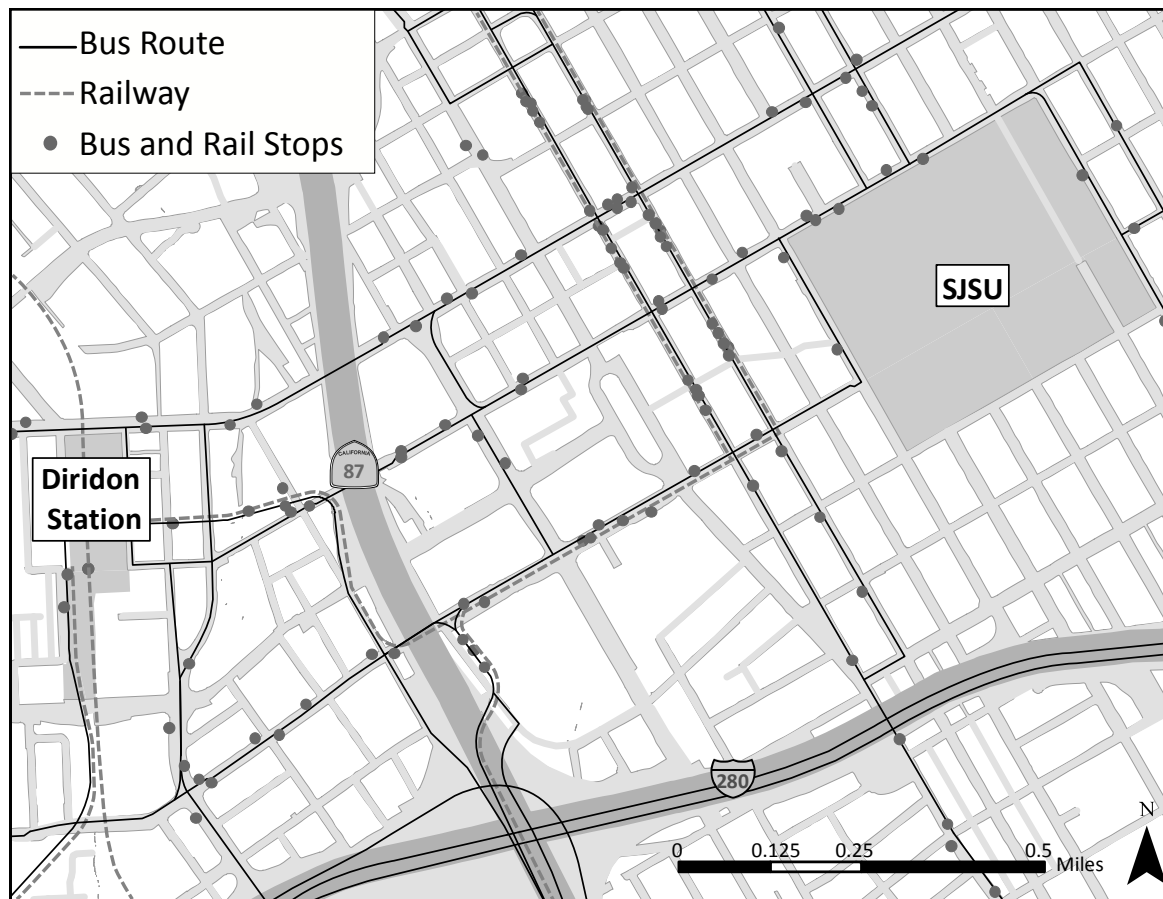 Bus Route
Railway
Bus and Rail Stops
SJSU
CALIFORNIA
87
Diridon
Station
280
N
0 0.125 0.25 0.5
Miles